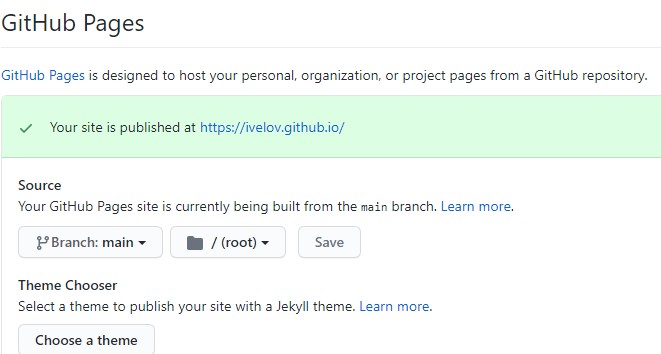 GitHub Pages
GitHub Pages is designed to host your personal, organization, or project pages from a GitHub repository.
Your site is published at https://ivelov.github.io/
Source
Your GitHub Pages site is currently being built from the main branch. Learn more.
Branch: main / (root) Save
Theme Chooser
Select a theme to publish your site with a Jekyll theme. Learn more.
Choose a theme